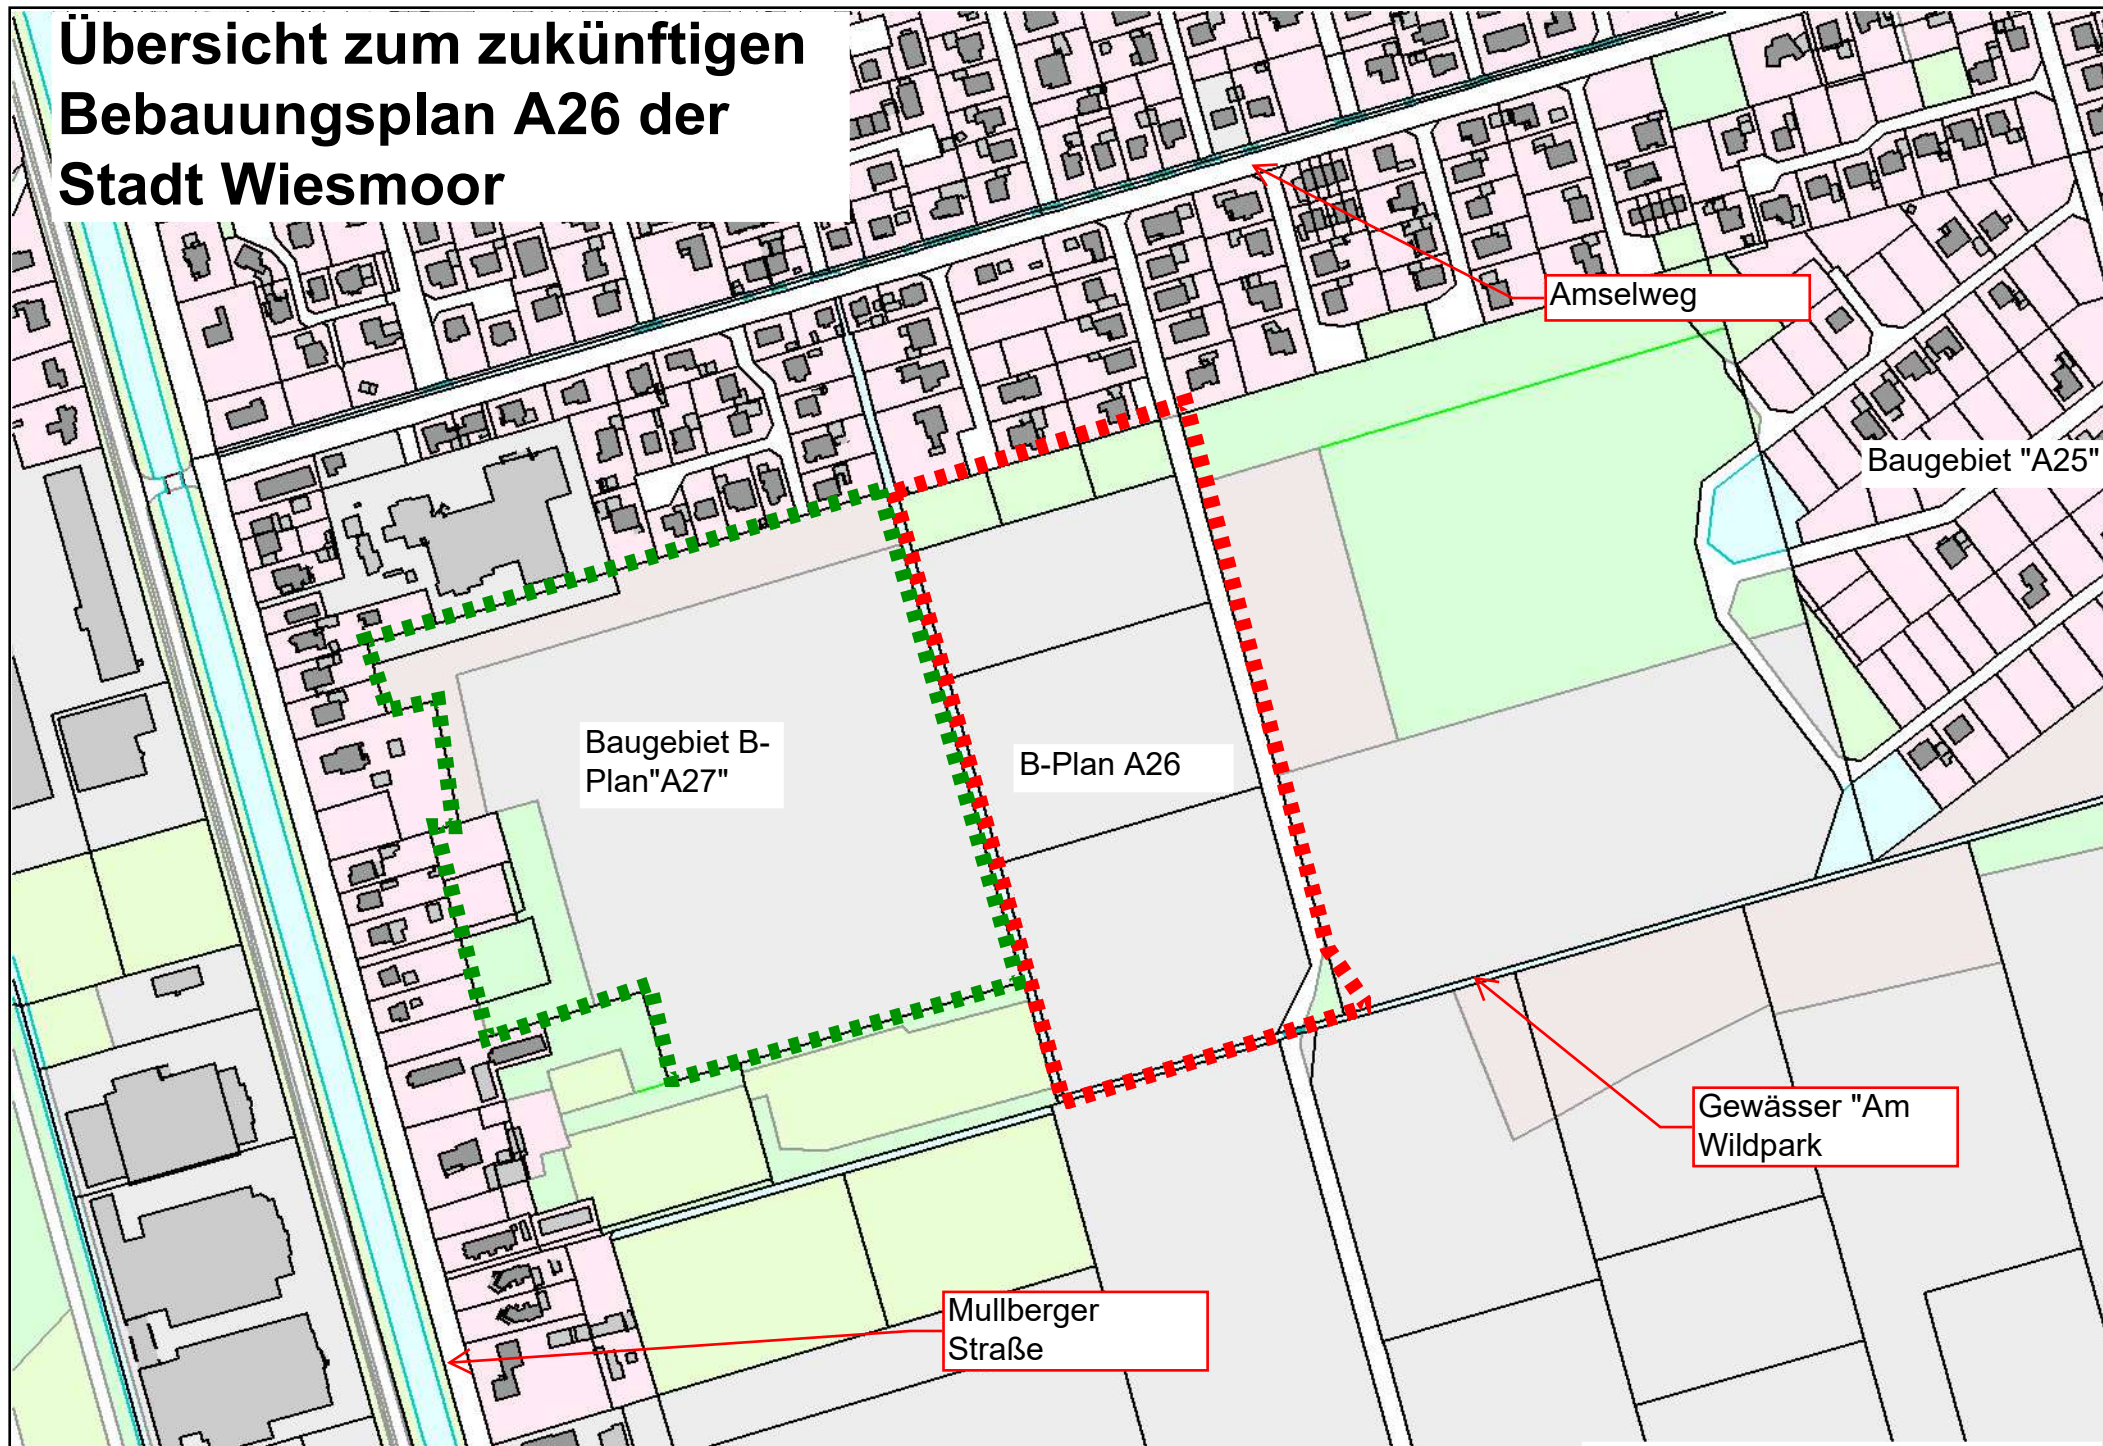 Übersicht zum zukünftigen
Bebauungsplan A26 der
Stadt Wiesmoor
Amselweg
Baugebiet "A25"
Baugebiet B-
Plan"A27"
B-Plan A26
Gewässer "Am
Wildpark
Mullberger
Straße